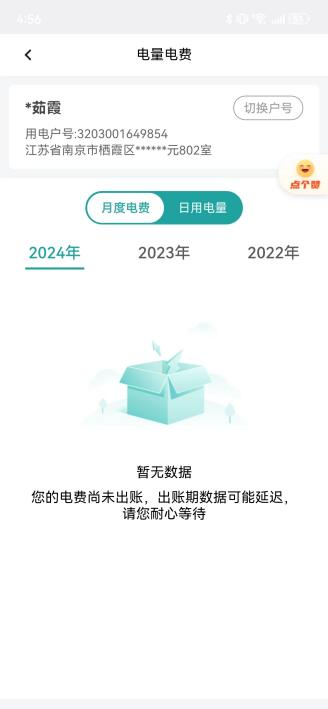 4:56
电量电费
*茹霞
切换户号
用电户号:3203001649854
江苏省南京市栖霞区******元802室
点个赞
月度电费
日用电量
2024年
2023年
2022年
暂无数据
您的电费尚未出账，出账期数据可能延迟，
请您耐心等待